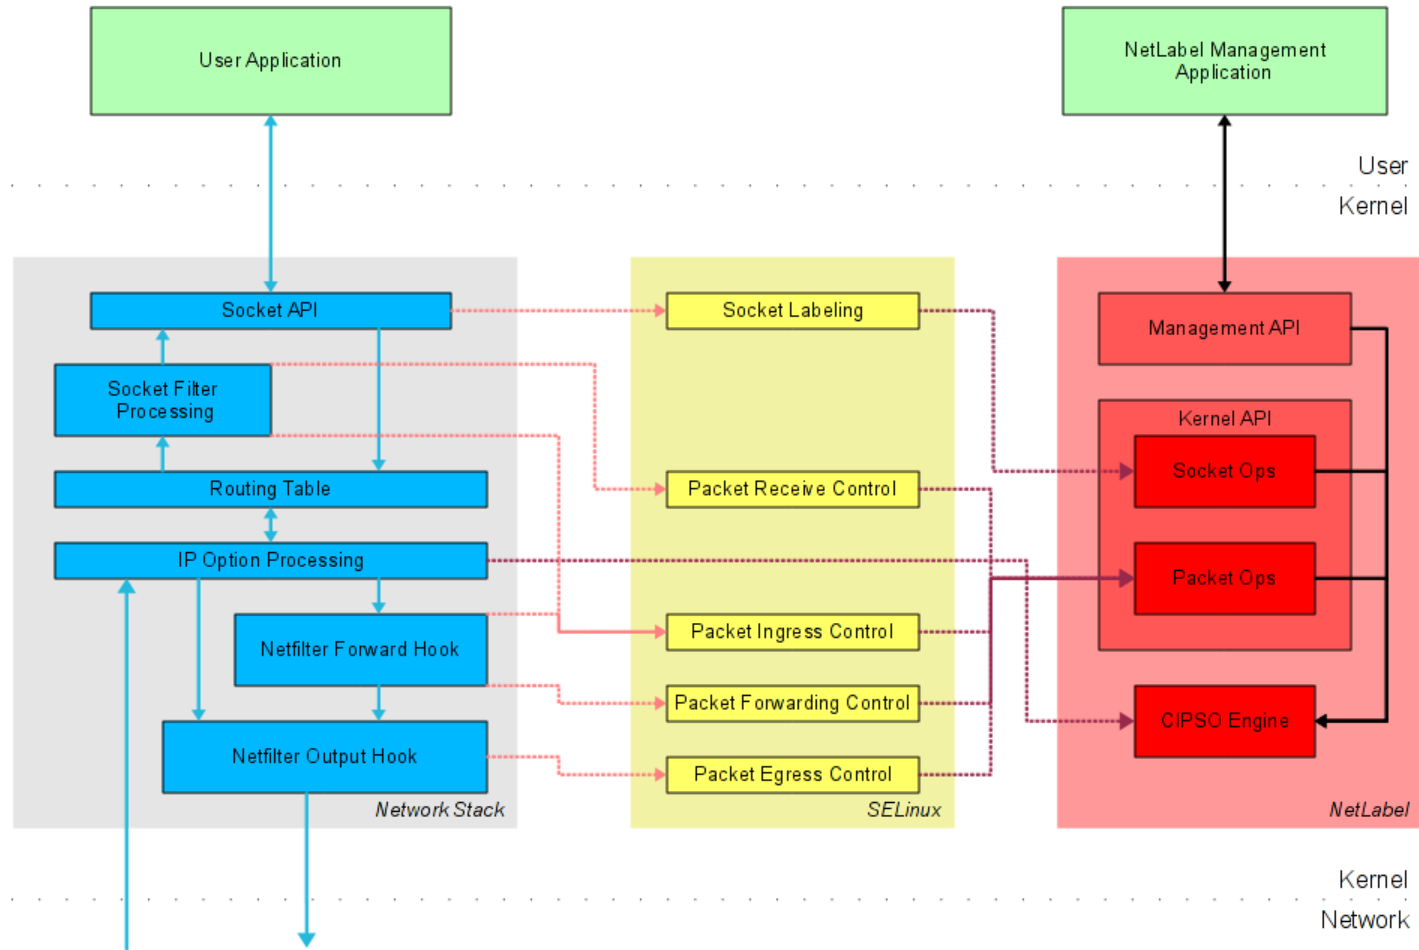 User Application
NetLabel Management
Application
User
Kernel
Socket API
Socket Labeling
Management API
Socket Filter
Processing
Kernel API
Socket Ops
Routing Table
Packet Receive Control
IP Option Processing
Packet Ops
Netfilter Forward Hook
Packet Ingress Control
Packet Forwarding Control
CIPSO Engine
Netfilter Output Hook
Packet Egress Control
Network Stack
SELinux
NetLabel
Kernel
Network